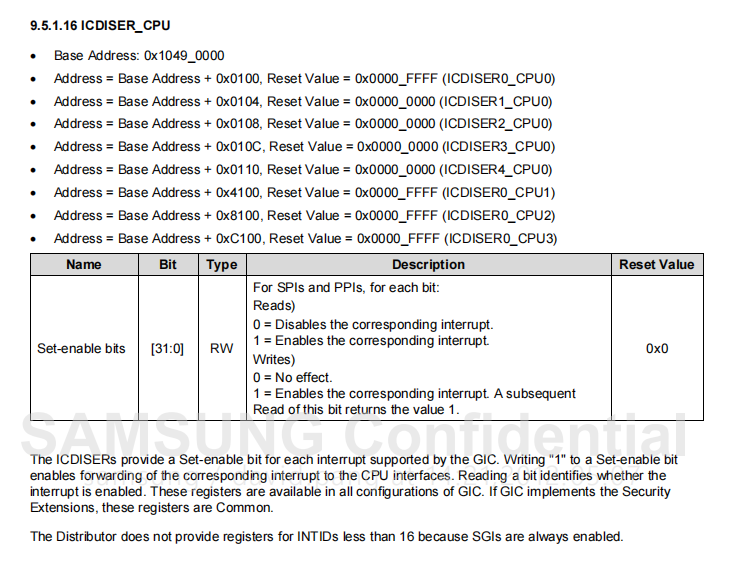 9.5.1.16 ICDISER_CPU
• Base Address: 0x1049_0000
• Address = Base Address + 0x0100, Reset Value = 0x0000_FFFF (ICDISER0_CPU0)
• Address = Base Address + 0x0104, Reset Value = 0x0000_0000 (ICDISER1_CPU0)
• Address = Base Address + 0x0108, Reset Value = 0x0000_0000 (ICDISER2_CPU0)
• Address = Base Address + 0x010C, Reset Value = 0x0000_0000 (ICDISER3_CPU0)
• Address = Base Address + 0x0110, Reset Value = 0x0000_0000 (ICDISER4_CPU0)
• Address = Base Address + 0x4100, Reset Value = 0x0000_FFFF (ICDISER0_CPU1)
• Address = Base Address + 0x8100, Reset Value = 0x0000_FFFF (ICDISER0_CPU2)
• Address = Base Address + 0xC100, Reset Value = 0x0000_FFFF (ICDISER0_CPU3)
Name Bit Type Description Reset Value
For SPIs and PPIs, for each bit:
Reads)
0 = Disables the corresponding interrupt.
1 = Enables the corresponding interrupt.
Set-enable bits [31:0] RW 0x0
Writes)
0 = No effect.
1 = Enables the corresponding interrupt. A subsequent
Read of this bit returns the value 1.
SAMSUNG Confidential
The ICDISERs provide a Set-enable bit for each interrupt supported by the GIC. Writing "1" to a Set-enable bit
enables forwarding of the corresponding interrupt to the CPU interfaces. Reading a bit identifies whether the
interrupt is enabled. These registers are available in all configurations of GIC. If GIC implements the Security
Extensions, these registers are Common.
The Distributor does not provide registers for INTIDs less than 16 because SGIs are always enabled.